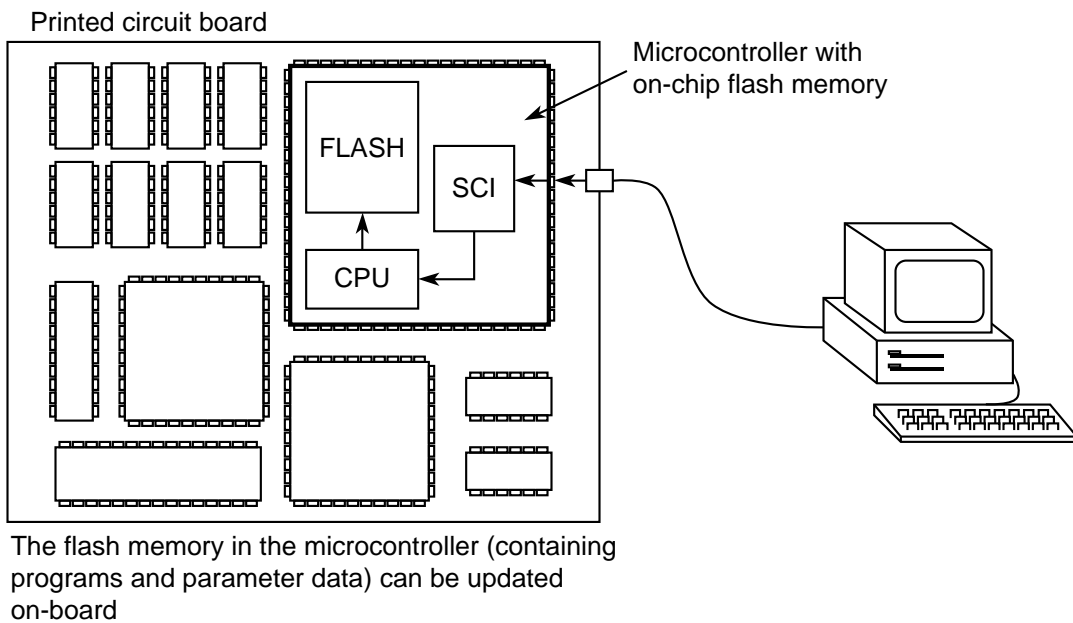 Printed circuit board
Microcontroller with
on-chip flash memory
FLASH
SCI
CPU
The flash memory in the microcontroller (containing
programs and parameter data) can be updated
on-board